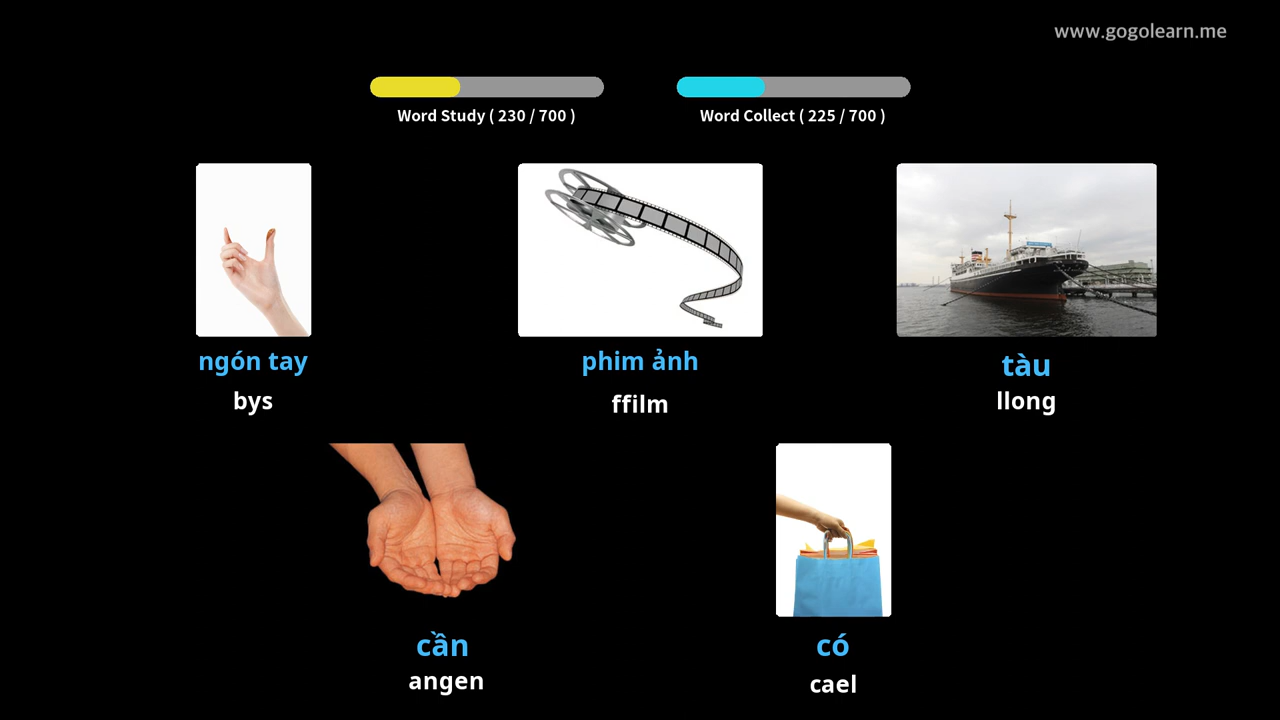 www.gogolearn.me
Word Study ( 230 / 700 )
Word Collect ( 225 / 700 )
ngón tay
bys
phim ảnh
ffilm
tàu
llong
cần
angen
có
cael